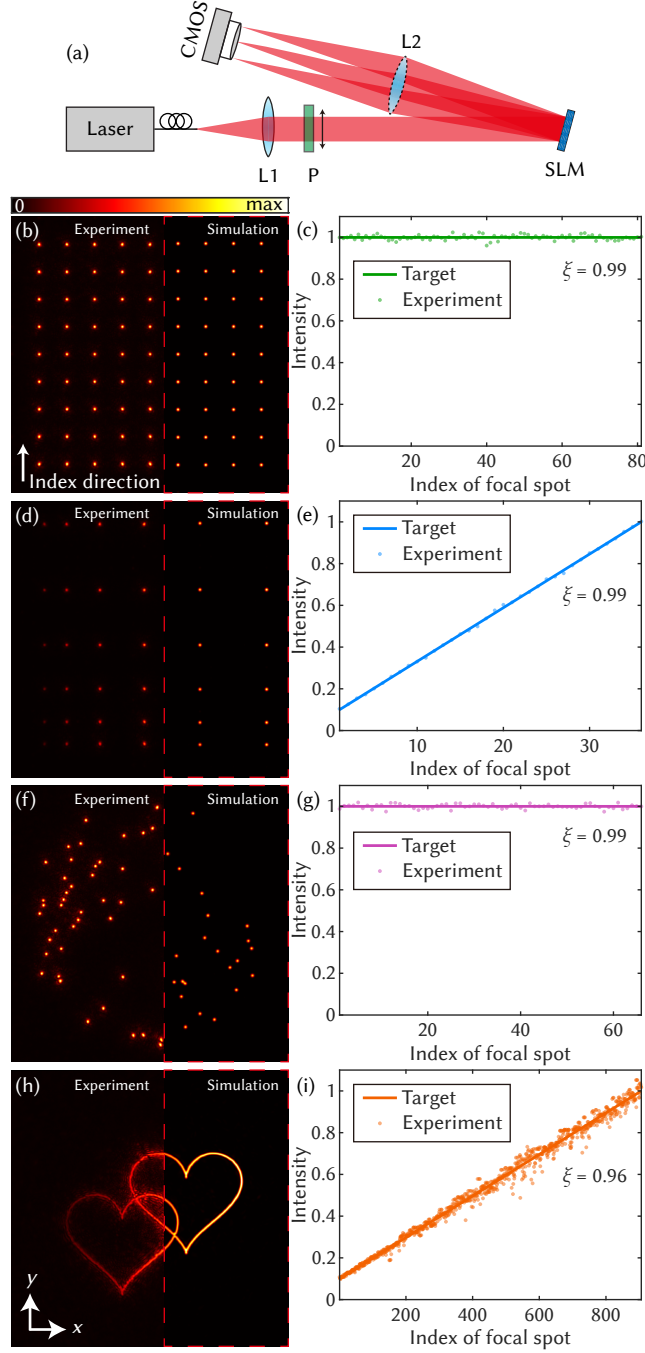 (a)
CMOS
L2
Laser
L1
P
SLM
0
max
(b)
Experiment
Simulation
Index direction
(c)
Intensity
1
0.8
0.6
0.4
0.2
0
Target
Experiment
ξ = 0.99
20
40
60
80
Index of focal spot
(d)
Experiment
Simulation
(e)
Intensity
1
0.8
0.6
0.4
0.2
0
Target
Experiment
ξ = 0.99
10
20
30
Index of focal spot
(f)
Experiment
Simulation
(g)
Intensity
1
0.8
0.6
0.4
0.2
0
Target
Experiment
ξ = 0.99
20
40
60
Index of focal spot
(h)
Experiment
Simulation
y
x
(i)
Intensity
1
0.8
0.6
0.4
0.2
0
Target
Experiment
ξ = 0.96
200
400
600
800
Index of focal spot